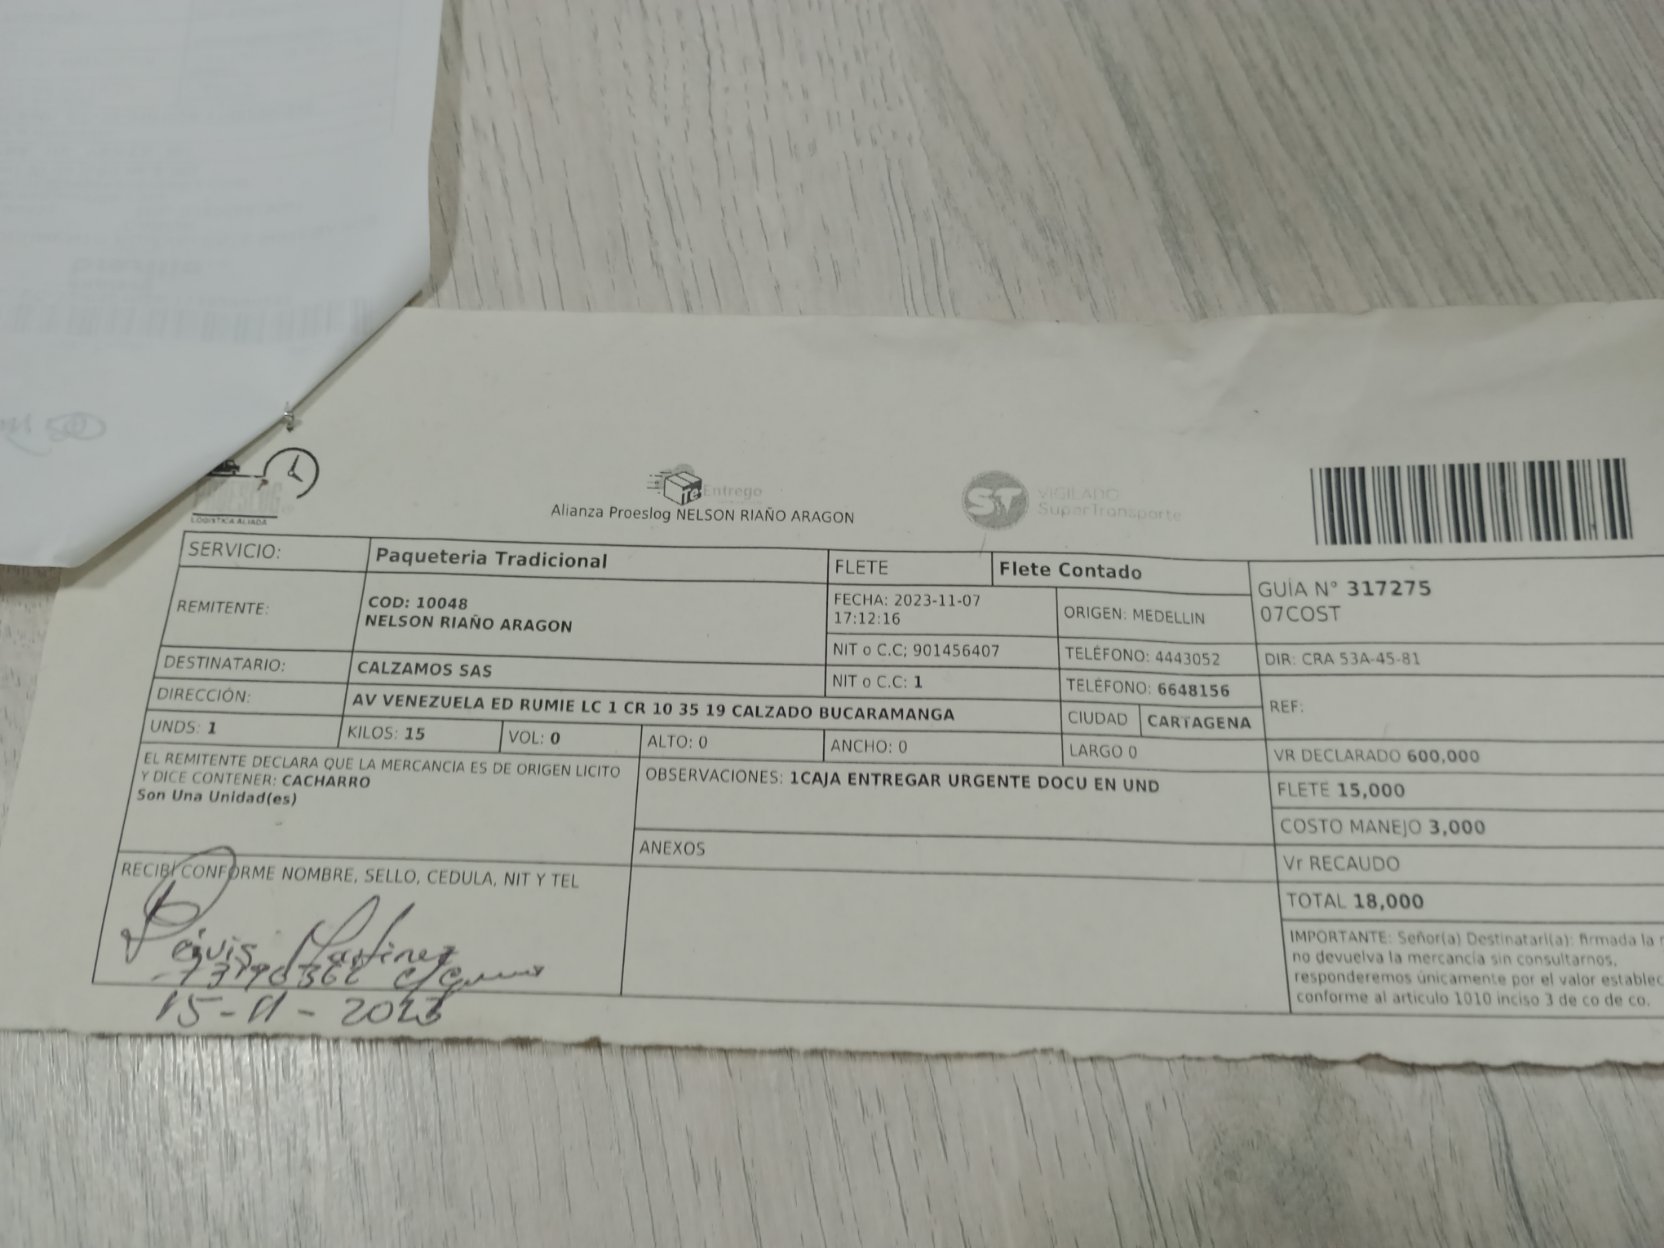 LOGISTICA ALIADA
Entrego
Alianza Proeslog NELSON RIAÑO ARAGON
ST VIGILADO
SuperTransporte
SERVICIO: Paqueteria Tradicional FLETE Flete Contado
GUÍA N° 317275
07COST
REMITENTE: COD: 10048
NELSON RIAÑO ARAGON
FECHA: 2023-11-07
17:12:16
ORIGEN: MEDELLIN
NIT o C.C; 901456407 TELÉFONO: 4443052 DIR: CRA 53A-45-81
DESTINATARIO: CALZAMOS SAS NIT o C.C: 1 TELÉFONO: 6648156
REF:
DIRECCIÓN: AV VENEZUELA ED RUMIE LC 1 CR 10 35 19 CALZADO BUCARAMANGA CIUDAD CARTAGENA
UNDS: 1 KILOS: 15 VOL: 0 ALTO: 0 ANCHO: 0 LARGO 0 VR DECLARADO 600,000
EL REMITENTE DECLARA QUE LA MERCANCIA ES DE ORIGEN LICITO
Y DICE CONTENER: CACHARRO
Son Una Unidad(es)
OBSERVACIONES: 1CAJA ENTREGAR URGENTE DOCU EN UND
FLETE 15,000
COSTO MANEJO 3,000
ANEXOS
Vr RECAUDO
TOTAL 18,000
RECIBÍ CONFORME NOMBRE, SELLO, CEDULA, NIT Y TEL
Martinez
15-11-2023
IMPORTANTE: Señor(a) Destinatari(a): firmada la
no devuelva la mercancía sin consultarnos,
responderemos únicamente por el valor
conforme al articulo 1010 inciso 3 de co de co.